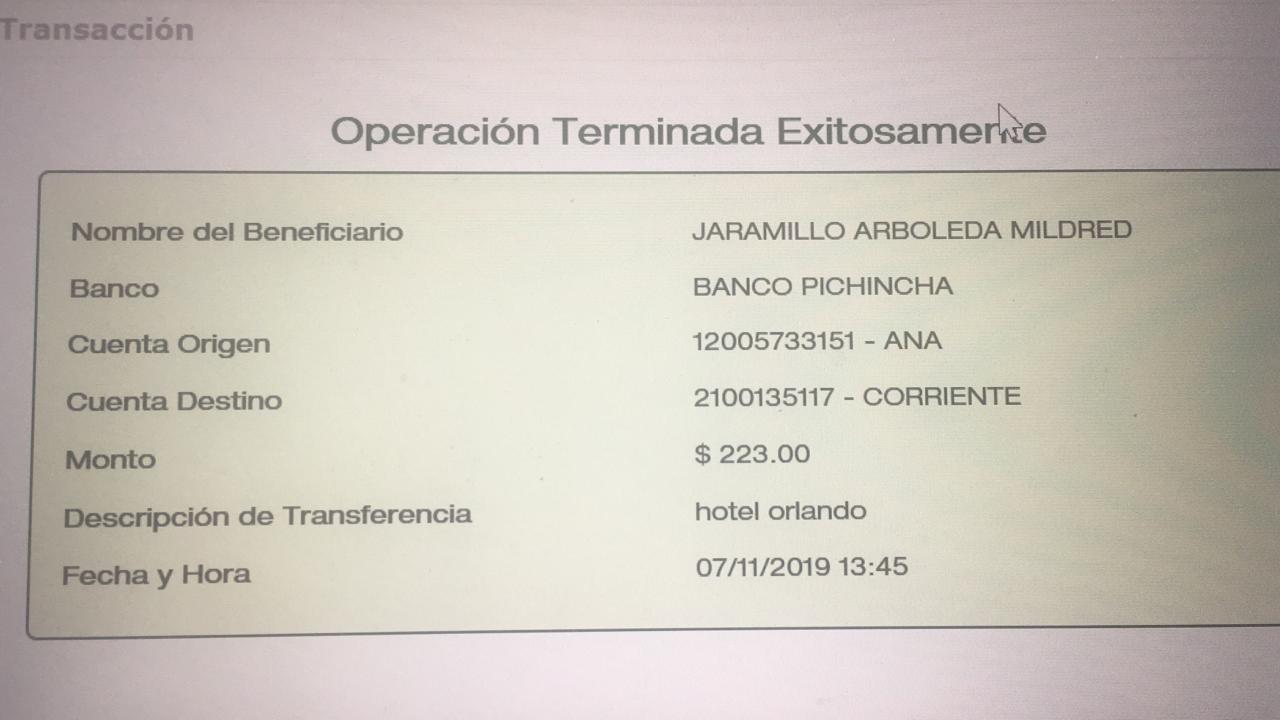 Transacción
Operación Terminada Exitosamente
Nombre del Beneficiario JARAMILLO ARBOLEDA MILDRED
Banco BANCO PICHINCHA
Cuenta Origen 12005733151 - ANA
Cuenta Destino 2100135117 - CORRIENTE
Monto $ 223.00
Descripción de Transferencia hotel orlando
Fecha y Hora 07/11/2019 13:45